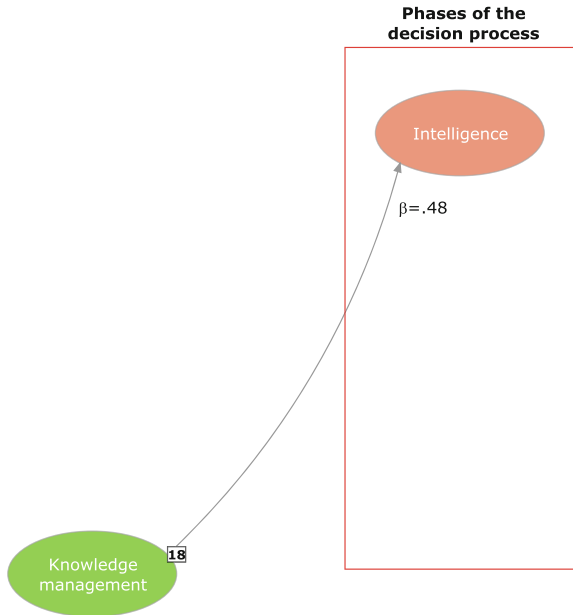 Phases of the
decision process
Intelligence
β=.48
18
Knowledge
management